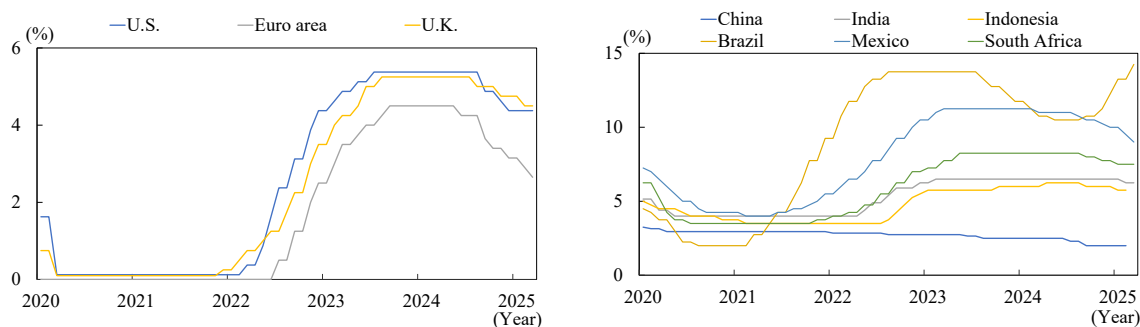 U.S. Euro area U.K.
(%)
6
4
2
0
2020 2021 2022 2023 2024 2025
(Year)
China India Indonesia
Brazil Mexico South Africa
(%)
15
10
5
0
2020 2021 2022 2023 2024 2025
(Year)